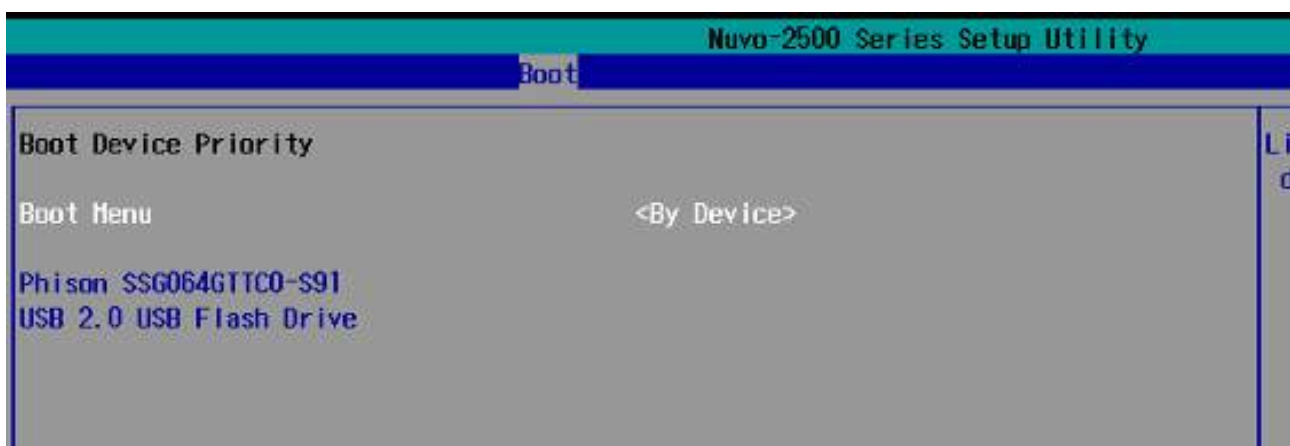 Nuvo-2500 Series Setup Utility
Boot
Boot Device Priority
Boot Menu <By Device>
Phison SSG064GTTC0-S91
USB 2.0 USB Flash Drive